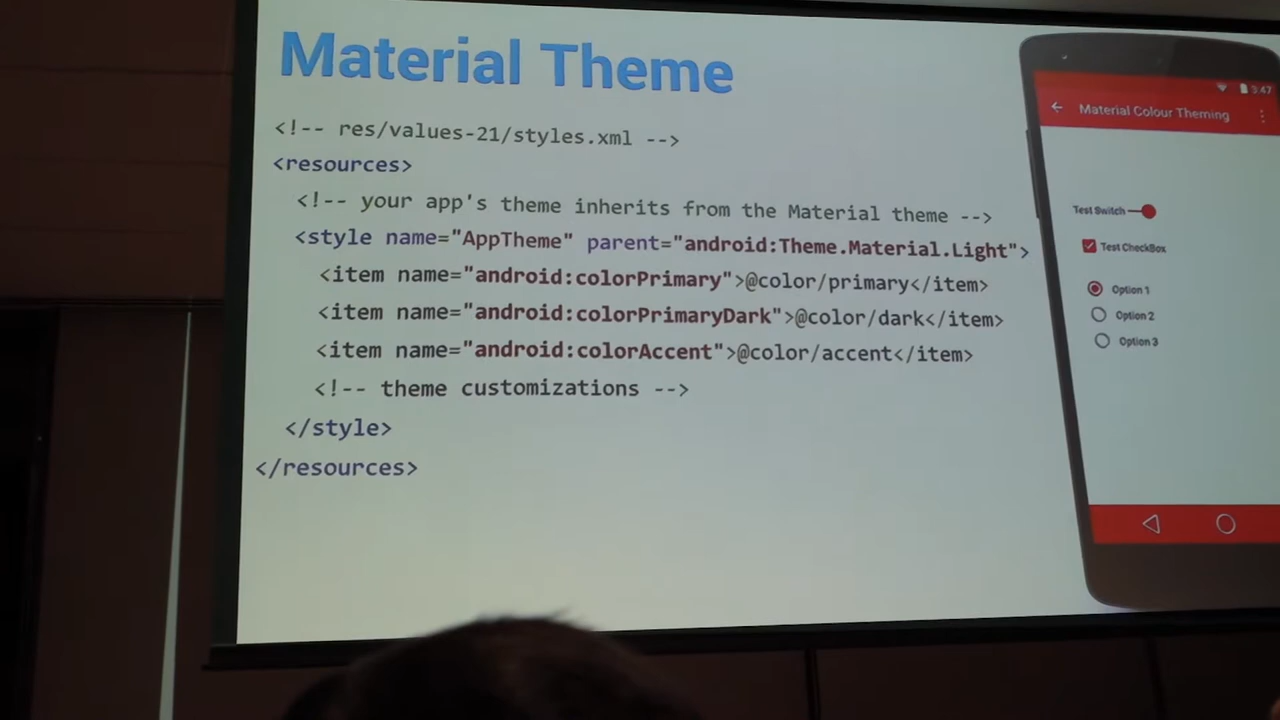 Material Theme
<!-- res/values-21/styles.xml -->
<resources>
<!-- your app's theme inherits from the Material theme -->
<style name="AppTheme" parent="android:Theme.Material.Light">
<item name="android:colorPrimary">@color/primary</item>
<item name="android:colorPrimaryDark">@color/dark</item>
<item name="android:colorAccent">@color/accent</item>
<!-- theme customizations -->
</style>
</resources>
3:47
Material Colour Theming
Test Switch
Test CheckBox
Option 1
Option 2
Option 3